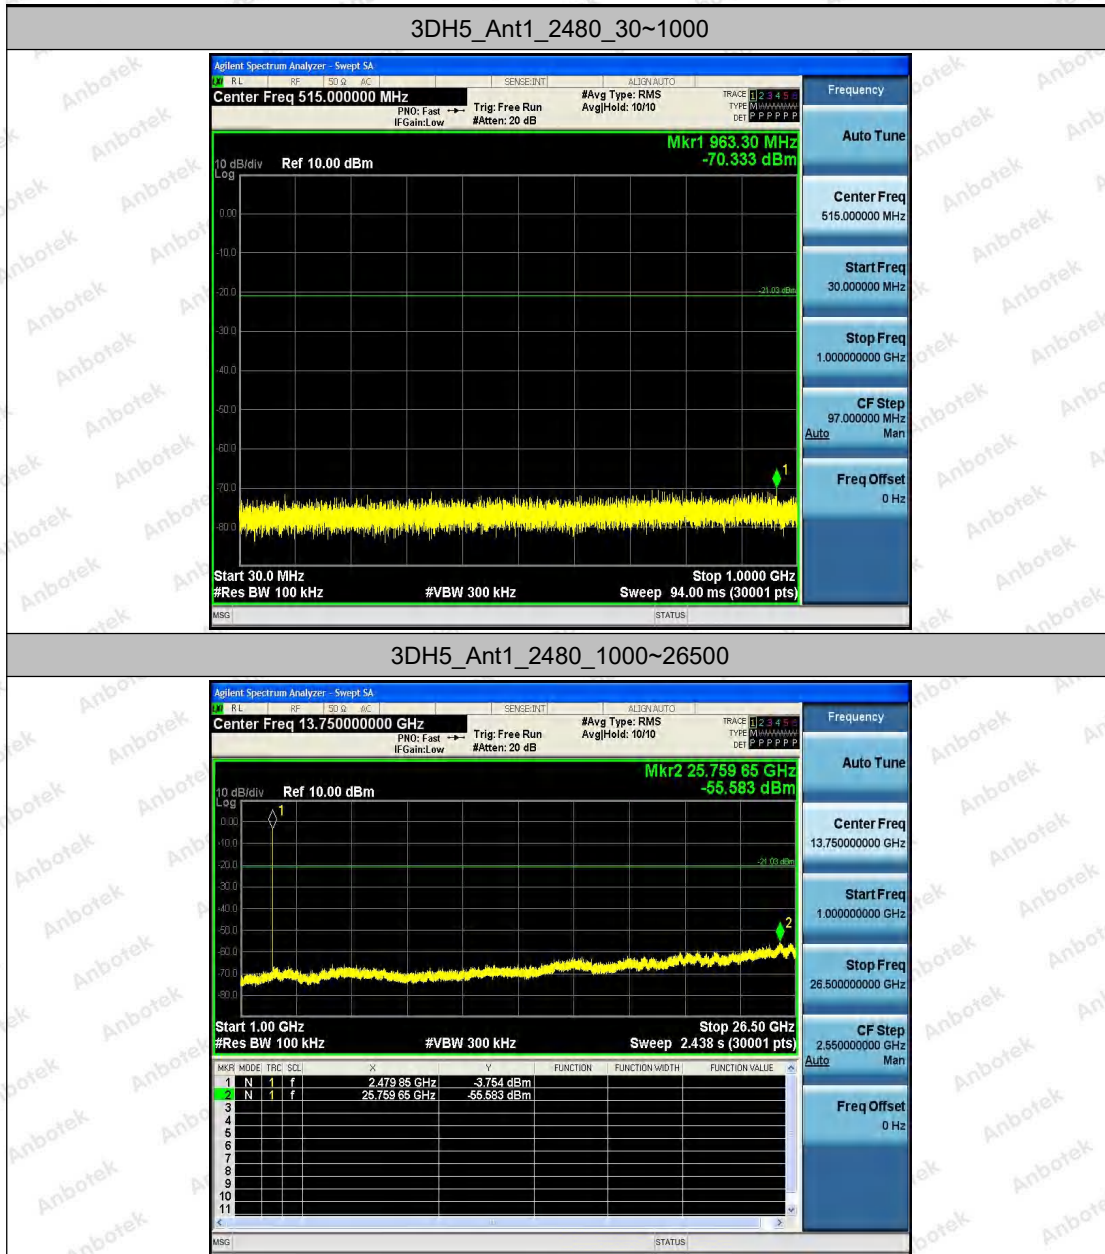 3DH5_Ant1_2480_30~1000
Agilent Spectrum Analyzer - Swept SA
RL RF 50 Ω AC SENSE:INT ALIGN AUTO
Center Freq 515.000000 MHz
PNO: Fast
IFGain:Low
Trig: Free Run
#Atten: 20 dB
#Avg Type: RMS
Avg|Hold: 10/10
TRACE 1 2 3 4 5 6
TYPE M
DET P P P P P P
Mkr1 963.30 MHz
-70.333 dBm
10 dB/div
Log
Ref 10.00 dBm
0.00
-10.0
-20.0
-21.03 dBm
-30.0
-40.0
-50.0
-60.0
-70.0
1
-80.0
Start 30.0 MHz
Stop 1.0000 GHz
#Res BW 100 kHz
#VBW 300 kHz
Sweep 94.00 ms (30001 pts)
MSG
STATUS
Frequency
Auto Tune
Center Freq
515.000000 MHz
Start Freq
30.000000 MHz
Stop Freq
1.000000000 GHz
CF Step
97.000000 MHz
Auto Man
Freq Offset
0 Hz
3DH5_Ant1_2480_1000~26500
Agilent Spectrum Analyzer - Swept SA
RL RF 50 Ω AC SENSE:INT ALIGN AUTO
Center Freq 13.750000000 GHz
PNO: Fast
IFGain:Low
Trig: Free Run
#Atten: 20 dB
#Avg Type: RMS
Avg|Hold: 10/10
TRACE 1 2 3 4 5 6
TYPE M
DET P P P P P P
Mkr2 25.759 65 GHz
-55.583 dBm
10 dB/div
Log
Ref 10.00 dBm
1
0.00
-10.0
-20.0
-21.03 dBm
-30.0
-40.0
-50.0
2
-60.0
-70.0
-80.0
Start 1.00 GHz
Stop 26.50 GHz
#Res BW 100 kHz
#VBW 300 kHz
Sweep 2.438 s (30001 pts)
MKR MODE TRC SCL X Y FUNCTION FUNCTION WIDTH FUNCTION VALUE
1 N 1 f 2.479 85 GHz -3.754 dBm
2 N 1 f 25.759 65 GHz -55.583 dBm
3
4
5
6
7
8
9
10
11
MSG
STATUS
Frequency
Auto Tune
Center Freq
13.750000000 GHz
Start Freq
1.000000000 GHz
Stop Freq
26.500000000 GHz
CF Step
2.550000000 GHz
Auto Man
Freq Offset
0 Hz
Anbotek